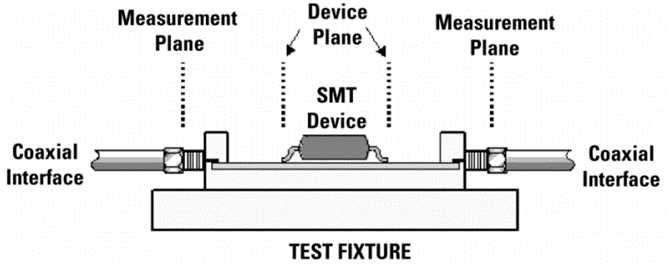 Measurement
Plane
Device
Plane
Measurement
Plane
SMT
Device
Coaxial
Interface
Coaxial
Interface
TEST FIXTURE